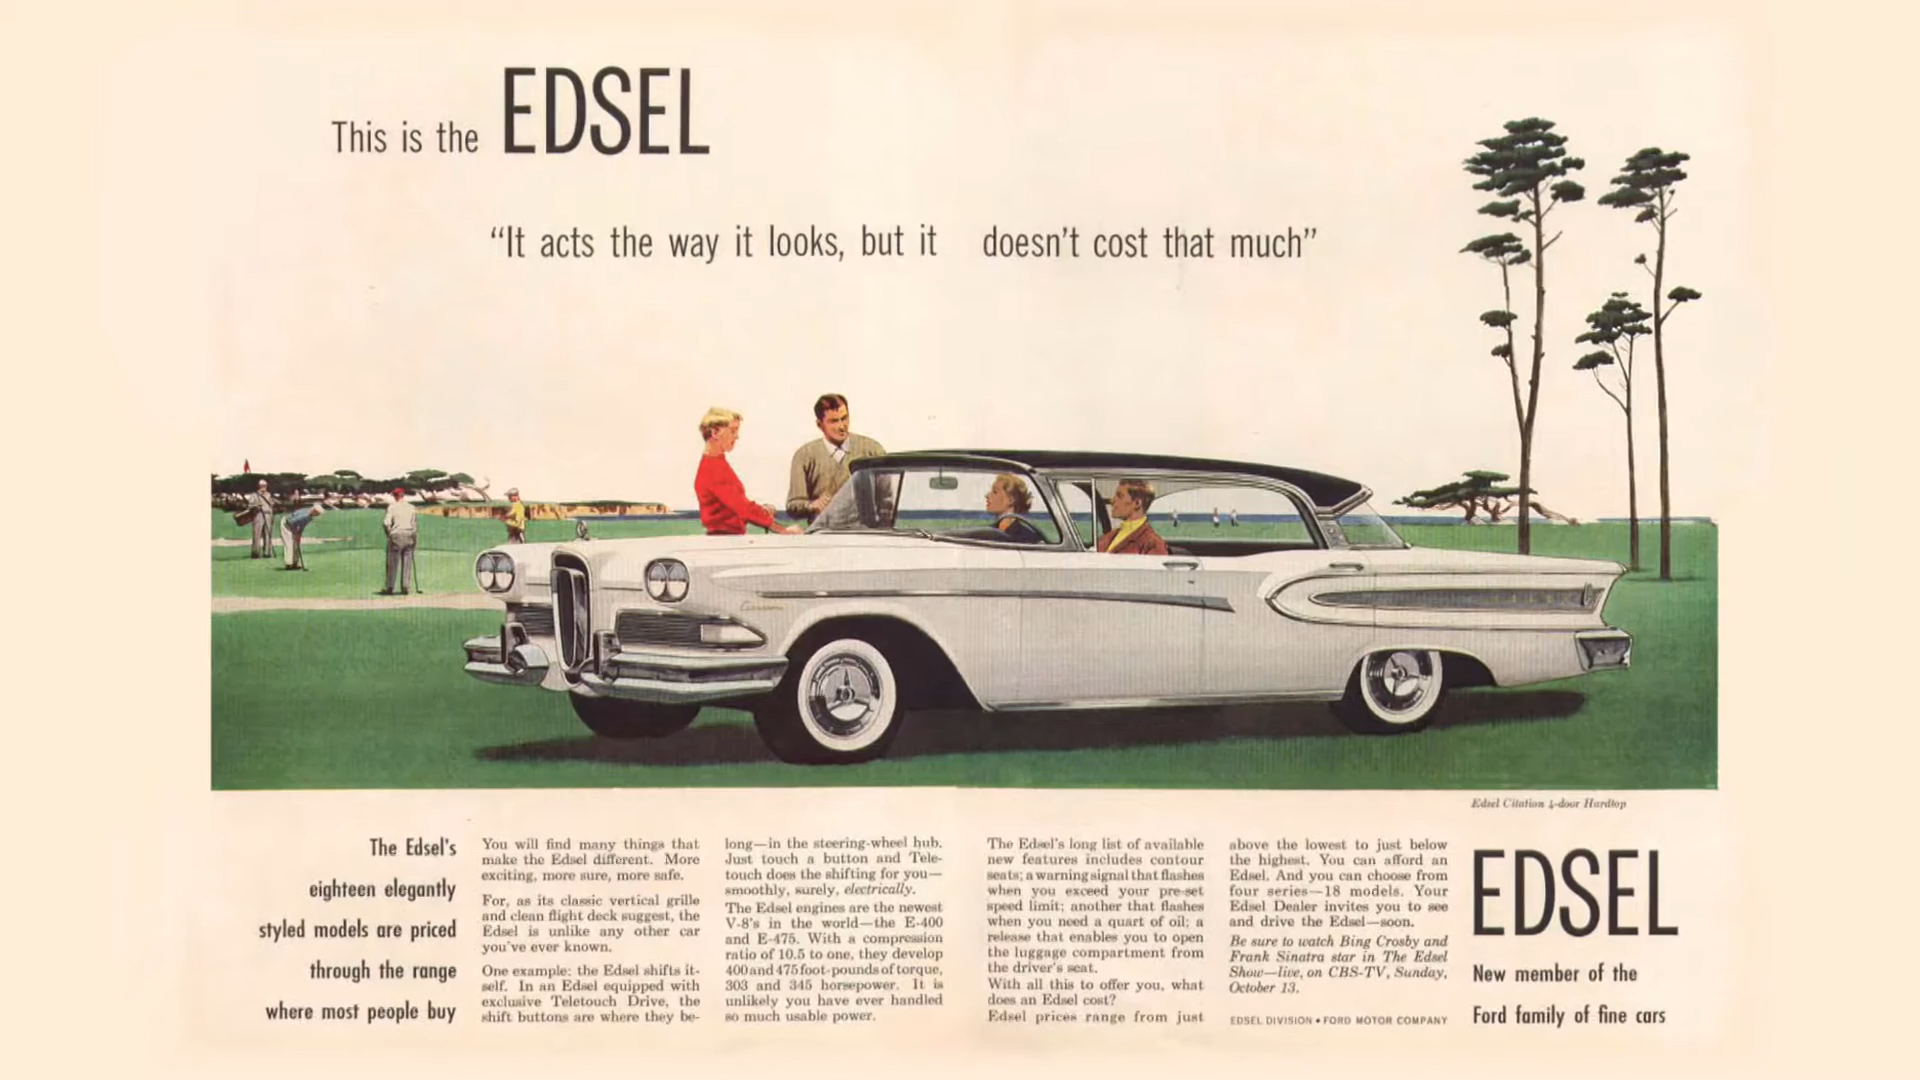 This is the EDSEL
“It acts the way it looks, but it doesn't cost that much”
Edsel Citation 4-door Hardtop
The Edsel's
eighteen elegantly
styled models are priced
through the range
where most people buy
You will find many things that
make the Edsel different. More
exciting, more sure, more safe.
For, as its classic vertical grille
and clean flight deck suggest, the
Edsel is unlike any other car
you've ever known.
One example: the Edsel shifts it-
self. In an Edsel equipped with
exclusive Teletouch Drive, the
shift buttons are where they be-
long—in the steering-wheel hub.
Just touch a button and Tele-
touch does the shifting for you—
smoothly, surely, electrically.
The Edsel engines are the newest
V-8's in the world—the E-400
and E-475. With a compression
ratio of 10.5 to one, they develop
400 and 475 foot-pounds of torque,
303 and 345 horsepower. It is
unlikely you have ever handled
so much usable power.
The Edsel's long list of available
new features includes contour
seats; a warning signal that flashes
when you exceed your pre-set
speed limit; another that flashes
when you need a quart of oil; a
release that enables you to open
the luggage compartment from
the driver's seat.
With all this to offer you, what
does an Edsel cost?
Edsel prices range from just
above the lowest to just below
the highest. You can afford an
Edsel. And you can choose from
four series—18 models. Your
Edsel Dealer invites you to see
and drive the Edsel—soon.
Be sure to watch Bing Crosby and
Frank Sinatra star in The Edsel
Show—live, on CBS-TV, Sunday,
October 13.
EDSEL DIVISION • FORD MOTOR COMPANY
EDSEL
New member of the
Ford family of fine cars